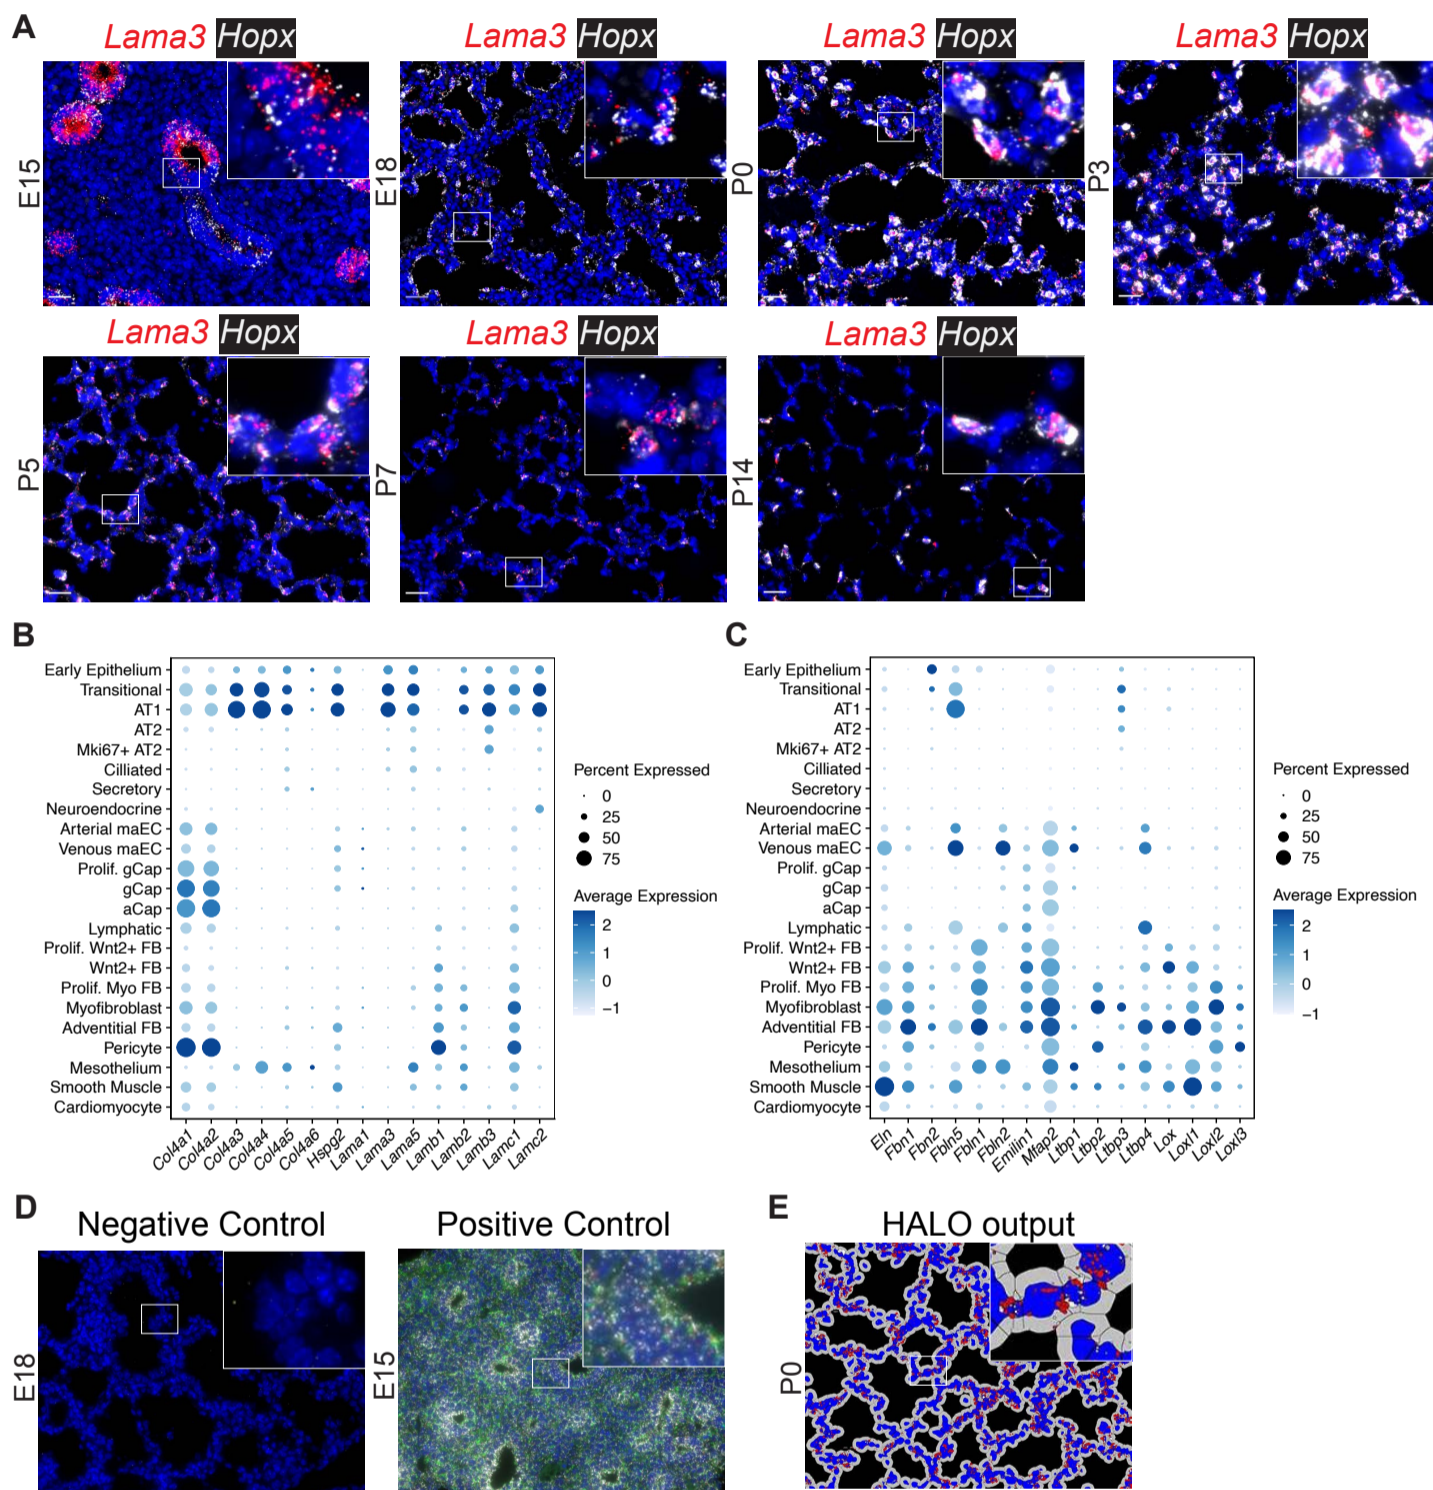 A
Lama3 Hopx
Lama3 Hopx
Lama3 Hopx
Lama3 Hopx
E15
E18
P0
P3
Lama3 Hopx
Lama3 Hopx
Lama3 Hopx
P5
P7
P14
B
Early Epithelium
Transitional
AT1
AT2
Mki67+ AT2
Cilliated
Secretory
Neuroendocrine
Arterial maEC
Venous maEC
Prolif. gCap
gCap
aCap
Lymphatic
Prolif. Wnt2+ FB
Wnt2+ FB
Prolif. Myo FB
Myofibroblast
Adventitial FB
Pericyte
Mesothelium
Smooth Muscle
Cardiomyocyte
Col4a1
Col4a2
Col4a3
Col4a4
Col4a5
Col4a6
Hspg2
Lama1
Lama3
Lama5
Lamb1
Lamb2
Lamb3
Lamc1
Lamc2
Percent Expressed
0
25
50
75
Average Expression
2
1
0
−1
C
Early Epithelium
Transitional
AT1
AT2
Mki67+ AT2
Cilliated
Secretory
Neuroendocrine
Arterial maEC
Venous maEC
Prolif. gCap
gCap
aCap
Lymphatic
Prolif. Wnt2+ FB
Wnt2+ FB
Prolif. Myo FB
Myofibroblast
Adventitial FB
Pericyte
Mesothelium
Smooth Muscle
Cardiomyocyte
Eln
Fbn1
Fbn2
Fbln5
Fbln1
Fbln2
Emilin1
Mfap2
Ltbp1
Ltbp2
Ltbp3
Ltbp4
Lox
Loxl1
Loxl2
Loxl3
Percent Expressed
0
25
50
75
Average Expression
2
1
0
−1
D
Negative Control
Positive Control
E18
E15
E
HALO output
P0